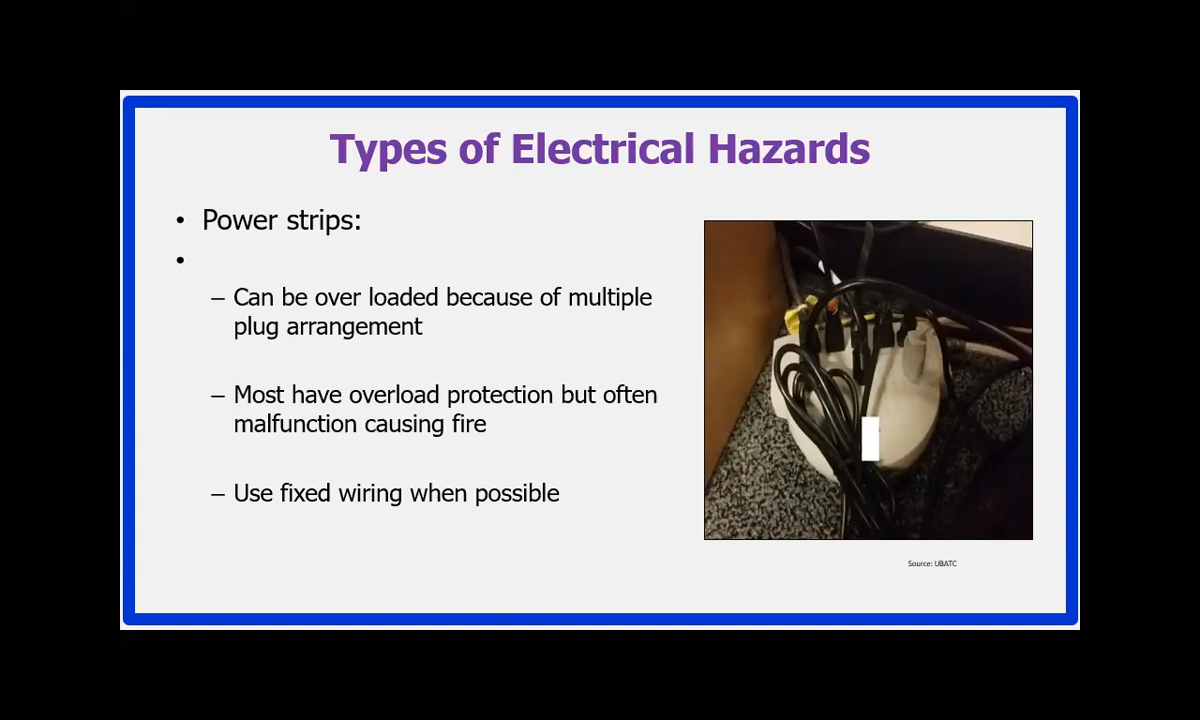 Types of Electrical Hazards
• Power strips:
•
– Can be over loaded because of multiple
plug arrangement
– Most have overload protection but often
malfunction causing fire
– Use fixed wiring when possible
Source: UBATC